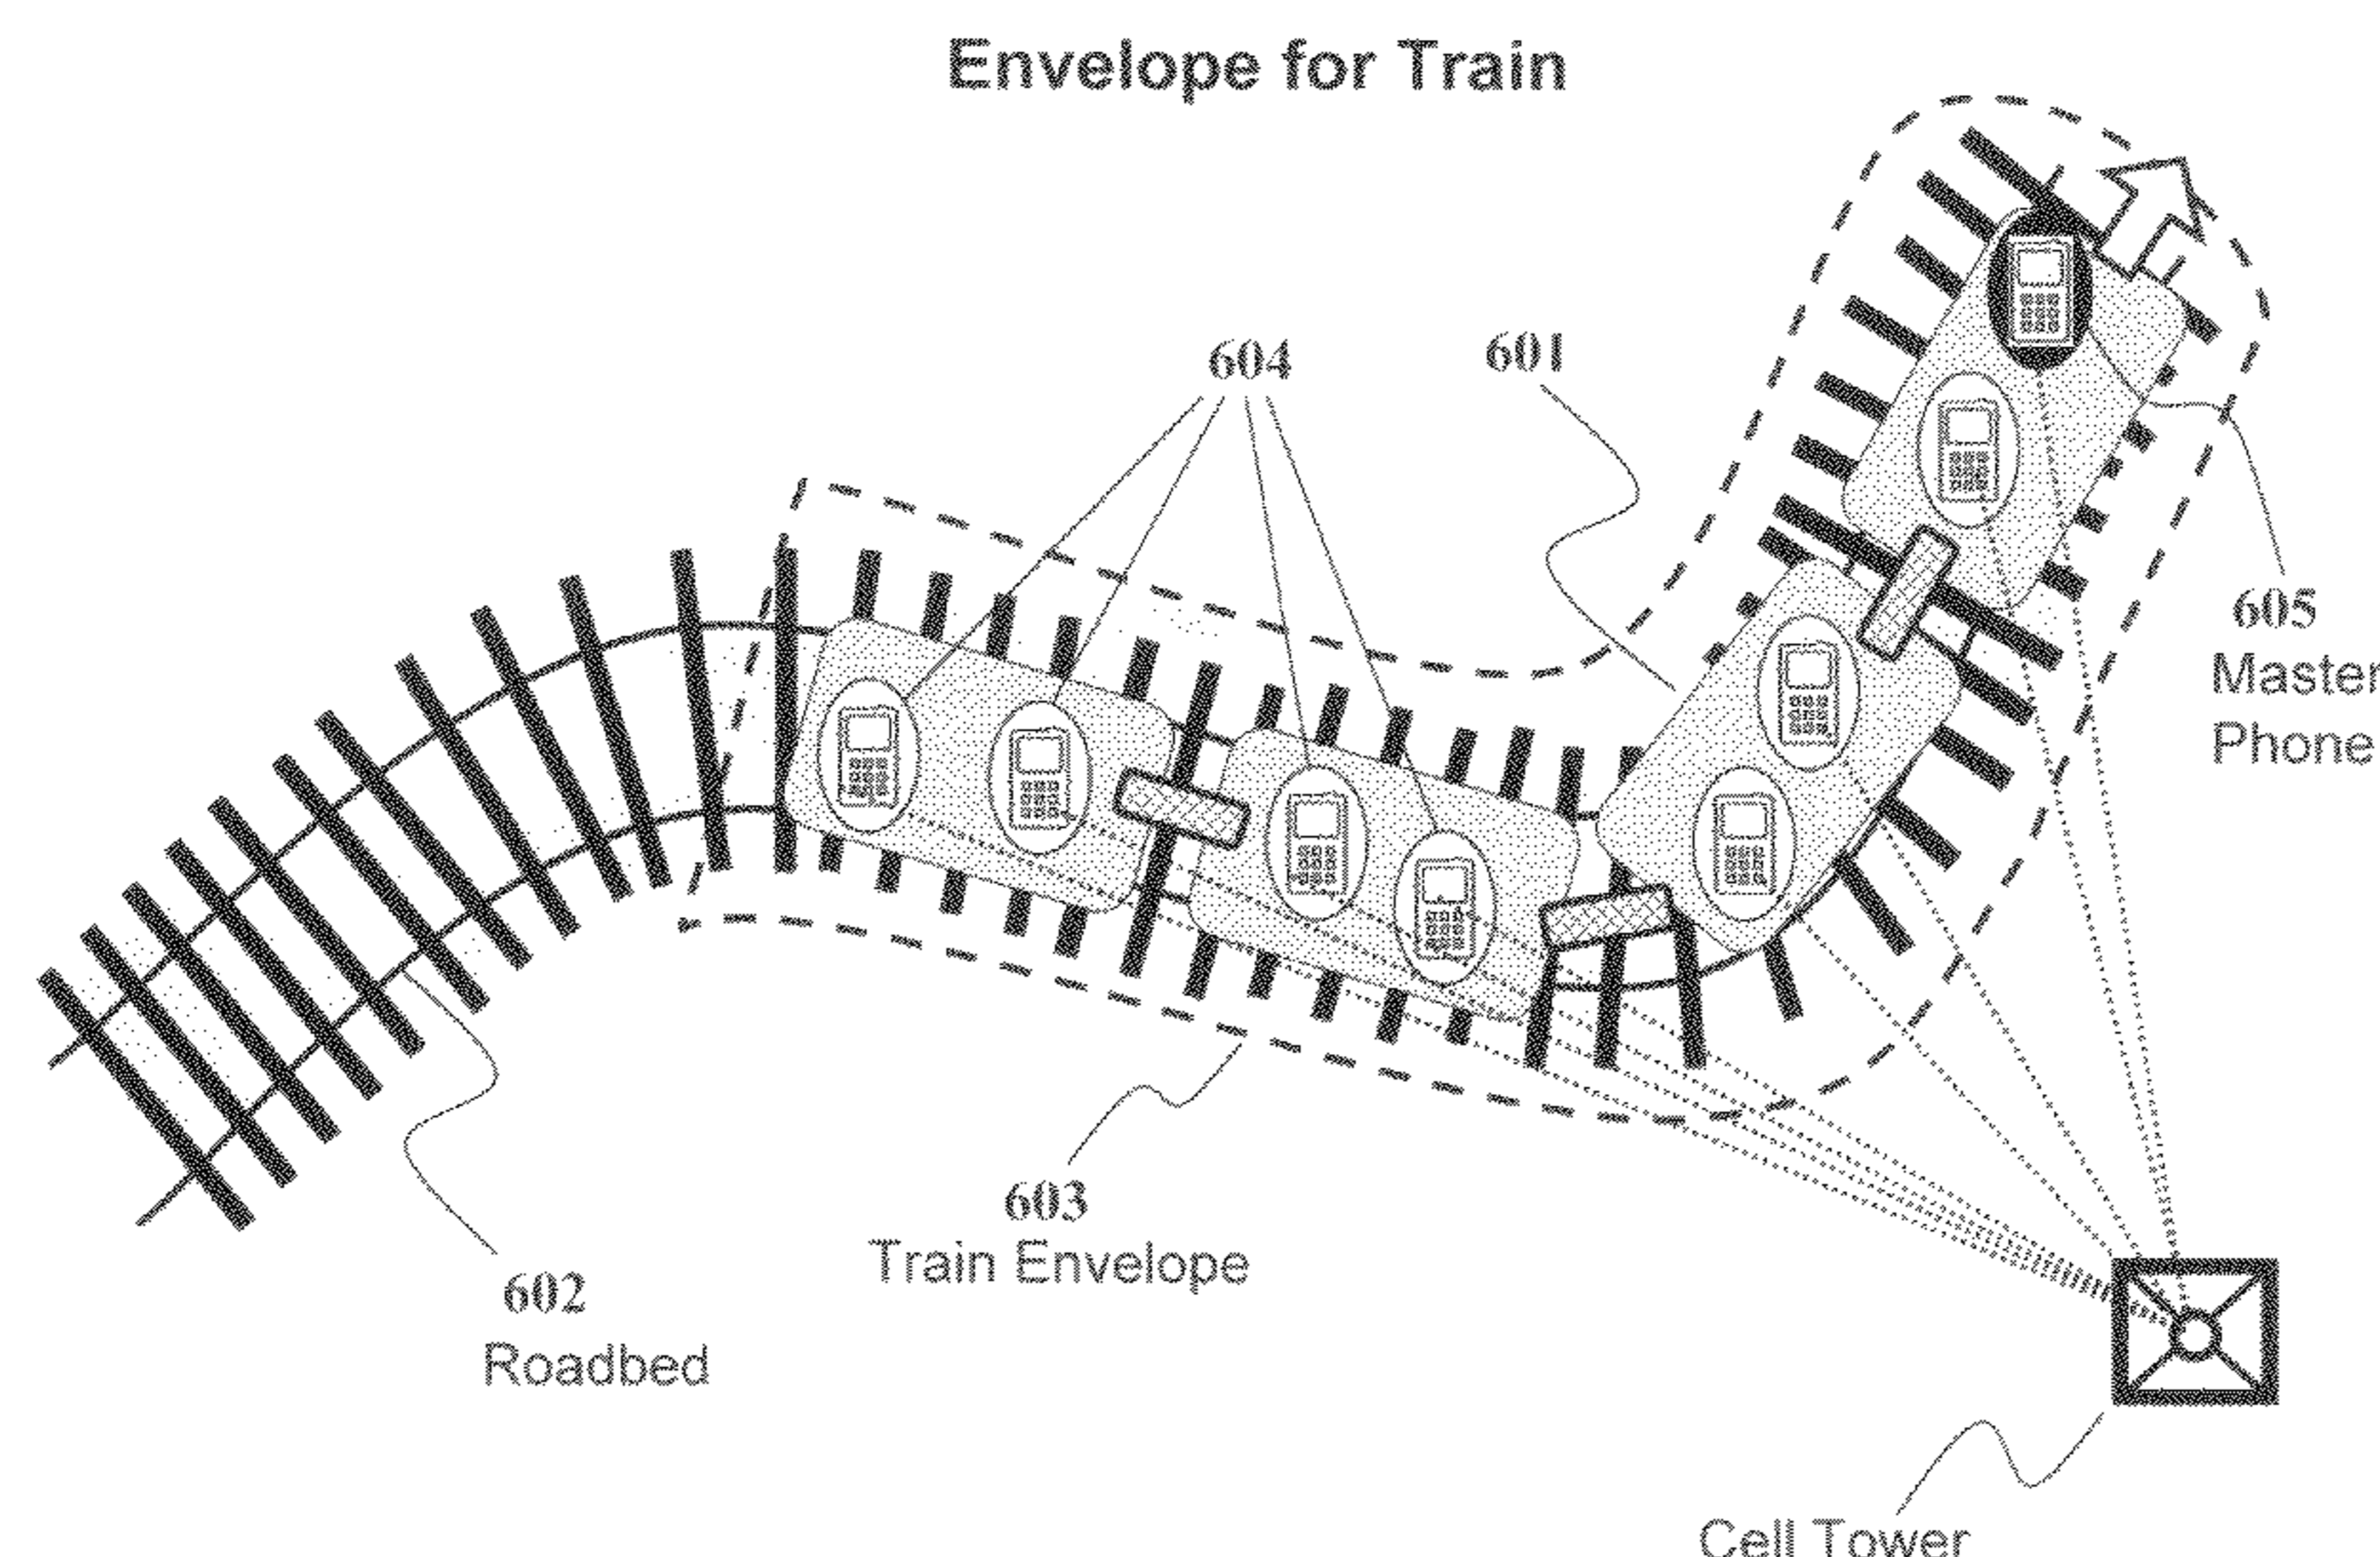 Envelope for Train
604
601
605
Master
Phone
603
Train Envelope
602
Roadbed
Cell Tower